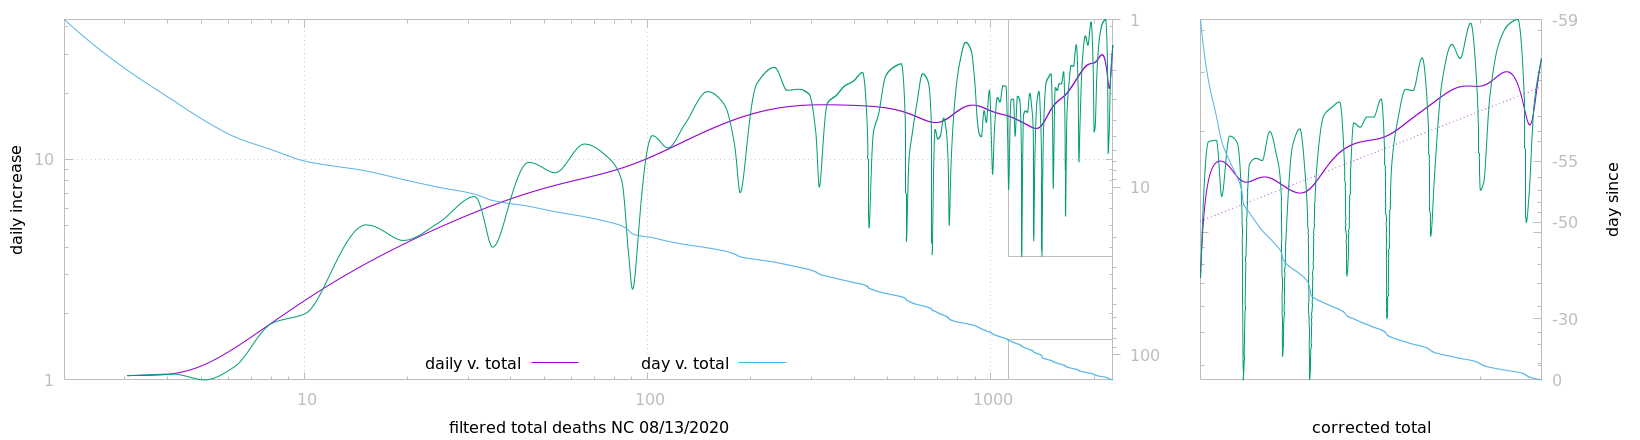 1
-59
daily increase
10
10
-55
-50
day since
-30
daily v. total
day v. total
100
1
0
10
100
1000
filtered total deaths NC 08/13/2020
corrected total